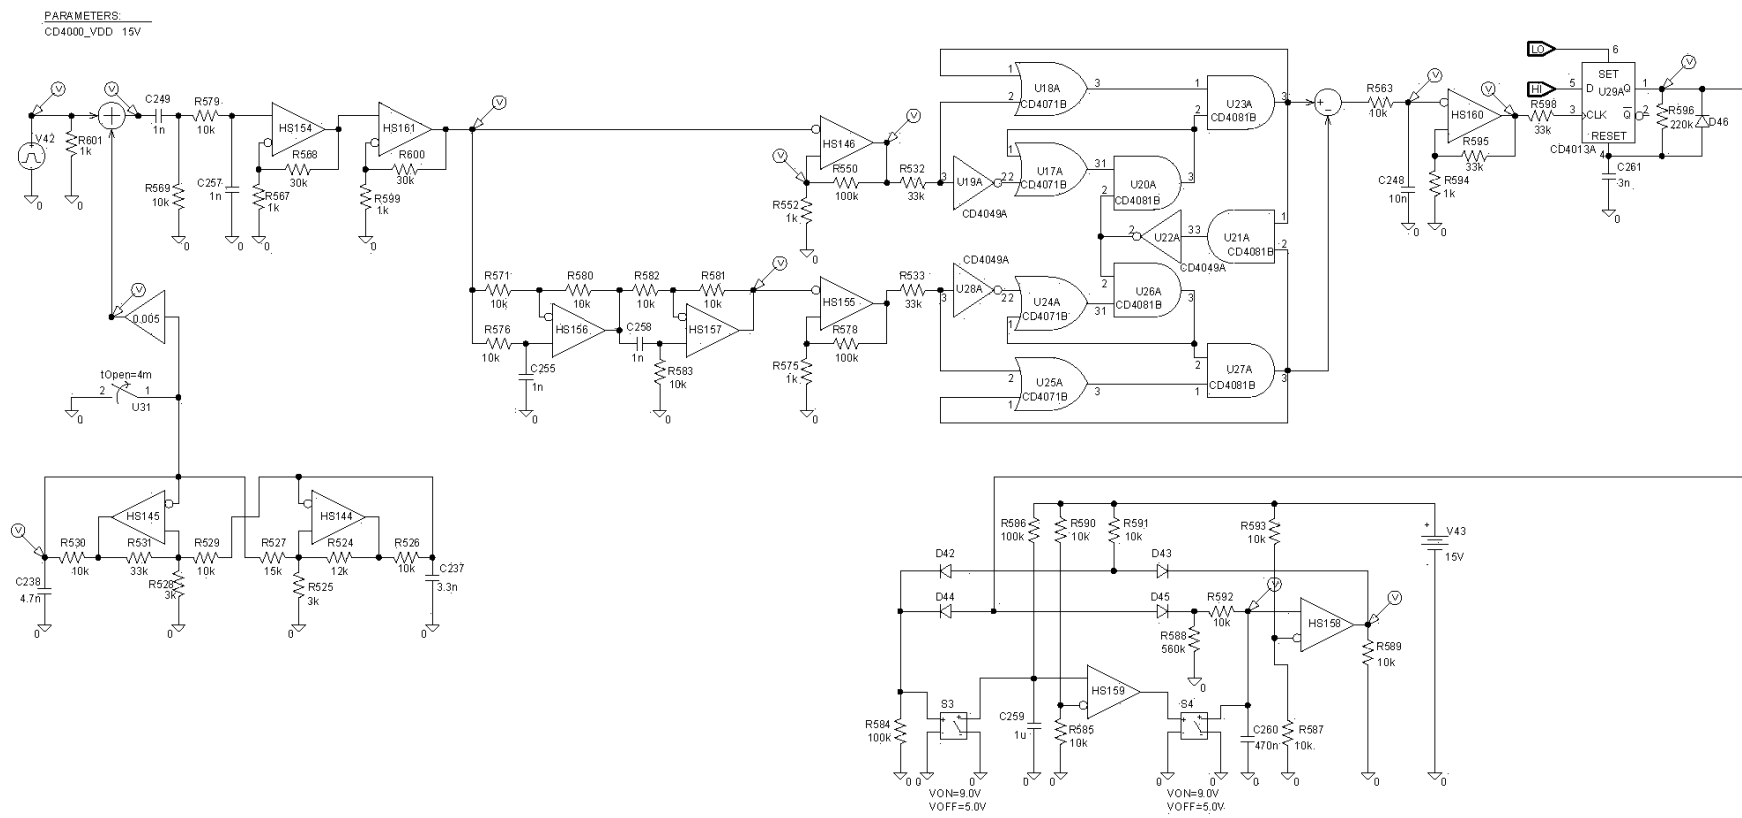 PARAMETERS:
CD4000_VDD 15V
V42
R601
1k
C249
1n
R579
10k
R569
10k
C257
1n
HS154
R568
30k
R567
1k
HS161
R600
30k
R599
1k
HS146
R550
100k
R552
1k
R532
33k
U19A
CD4049A
U18A
CD4071B
U17A
CD4071B
U23A
CD4081B
U20A
CD4081B
U22A
CD4049A
U21A
CD4081B
R563
10k
C248
10n
HS160
R595
33k
R594
1k
R598
33k
LO
HI
SET
D
Q
U29A
CLK
Q
RESET
CD4013A
R596
220k
D46
C261
3n
0.005
tOpen=4m
U31
R571
10k
R580
10k
R582
10k
R581
10k
R576
10k
HS156
C258
1n
HS157
C255
1n
R583
10k
HS155
R578
100k
R575
1k
R533
33k
CD4049A
U28A
U24A
CD4071B
U26A
CD4081B
U25A
CD4071B
U27A
CD4081B
HS145
HS144
R530
10k
R531
33k
R529
10k
R527
15k
R524
12k
R526
10k
C238
4.7n
R528
3k
R525
3k
C237
3.3n
R586
100k
R590
10k
R591
10k
R593
10k
V43
15V
D42
D43
D44
D45
R592
10k
HS158
R588
560k
R589
10k
HS159
S3
S4
R584
100k
C259
1u
R585
10k
C260
470n
R587
10k
VON=9.0V
VOFF=5.0V
VON=9.0V
VOFF=5.0V